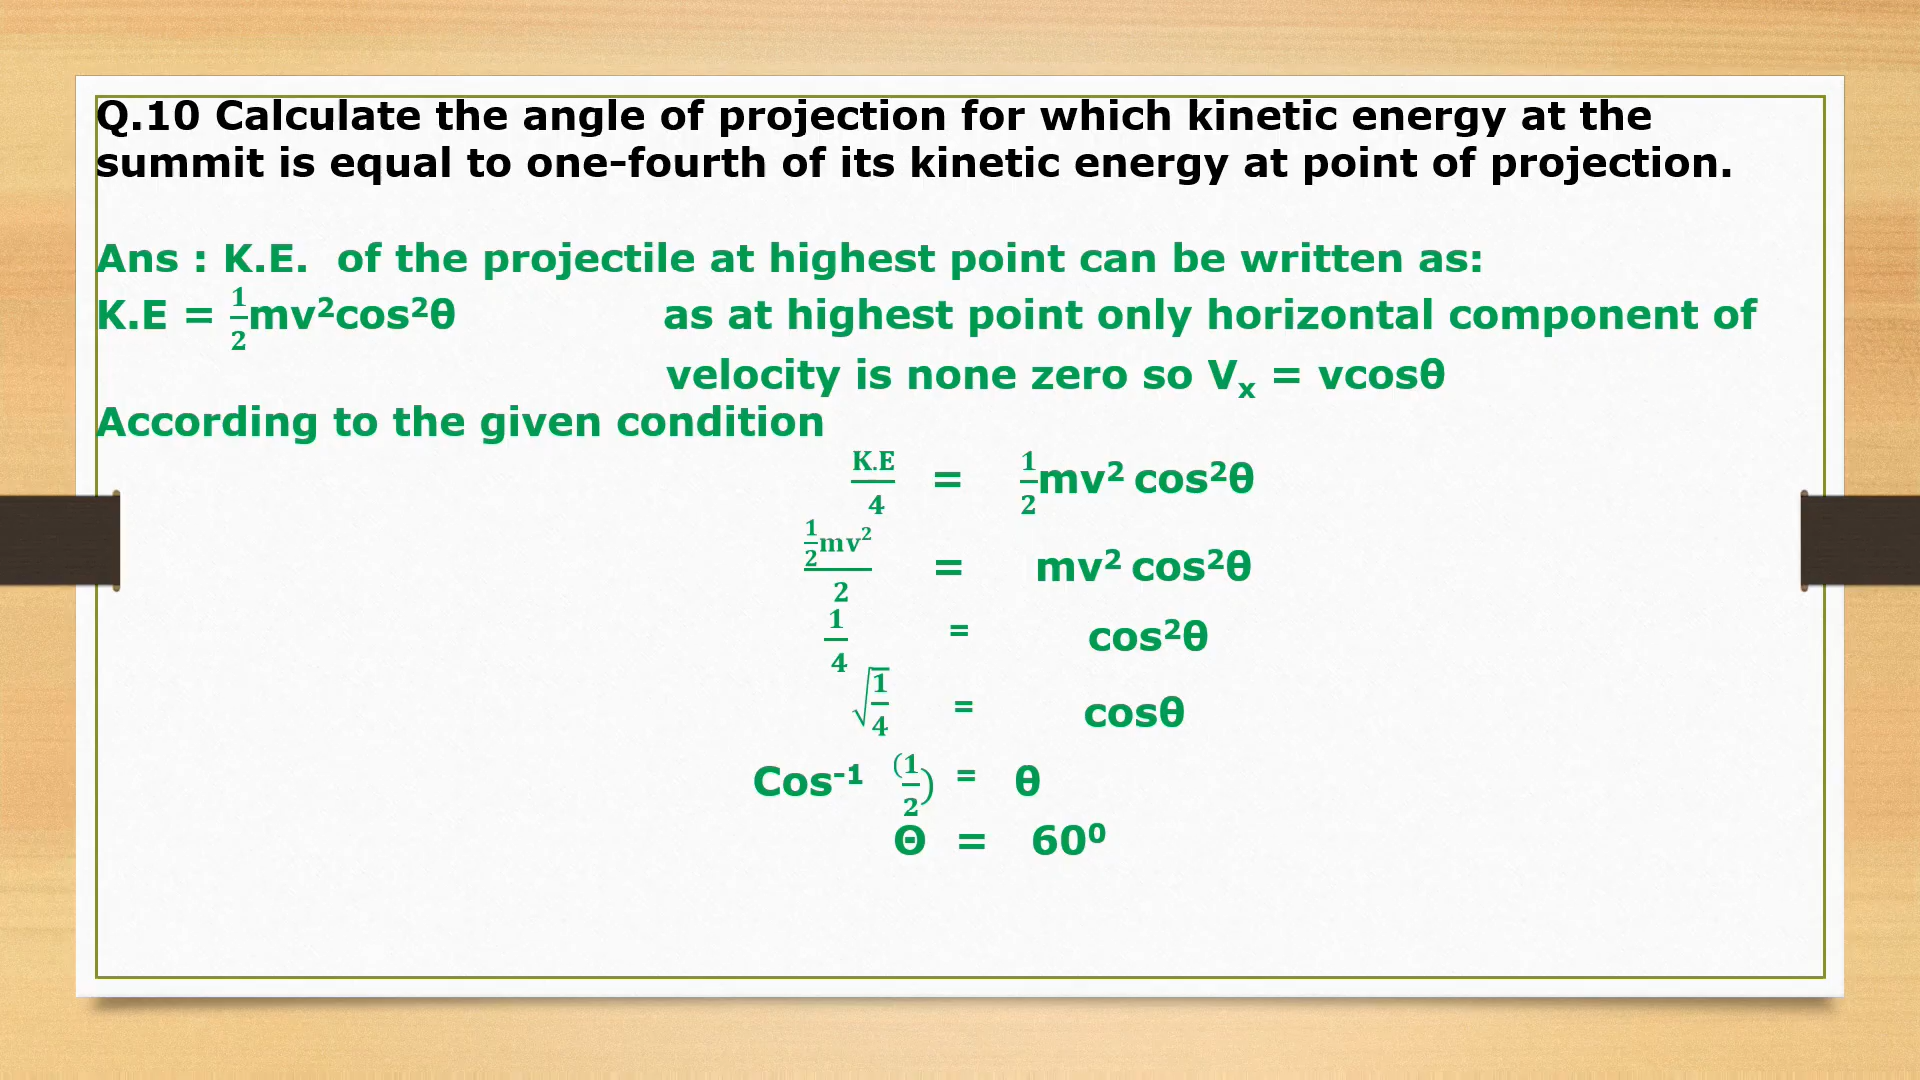 Q.10 Calculate the angle of projection for which kinetic energy at the
summit is equal to one-fourth of its kinetic energy at point of projection.
Ans : K.E. of the projectile at highest point can be written as:
K.E = 1/2 mv²cos²θ as at highest point only horizontal component of
velocity is none zero so Vₓ = vcosθ
According to the given condition
K.E/4 = 1/2 mv² cos²θ
(1/2 mv²)/2 = mv² cos²θ
1/4 = cos²θ
√(1/4) = cosθ
Cos⁻¹ (1/2) = θ
Θ = 60⁰